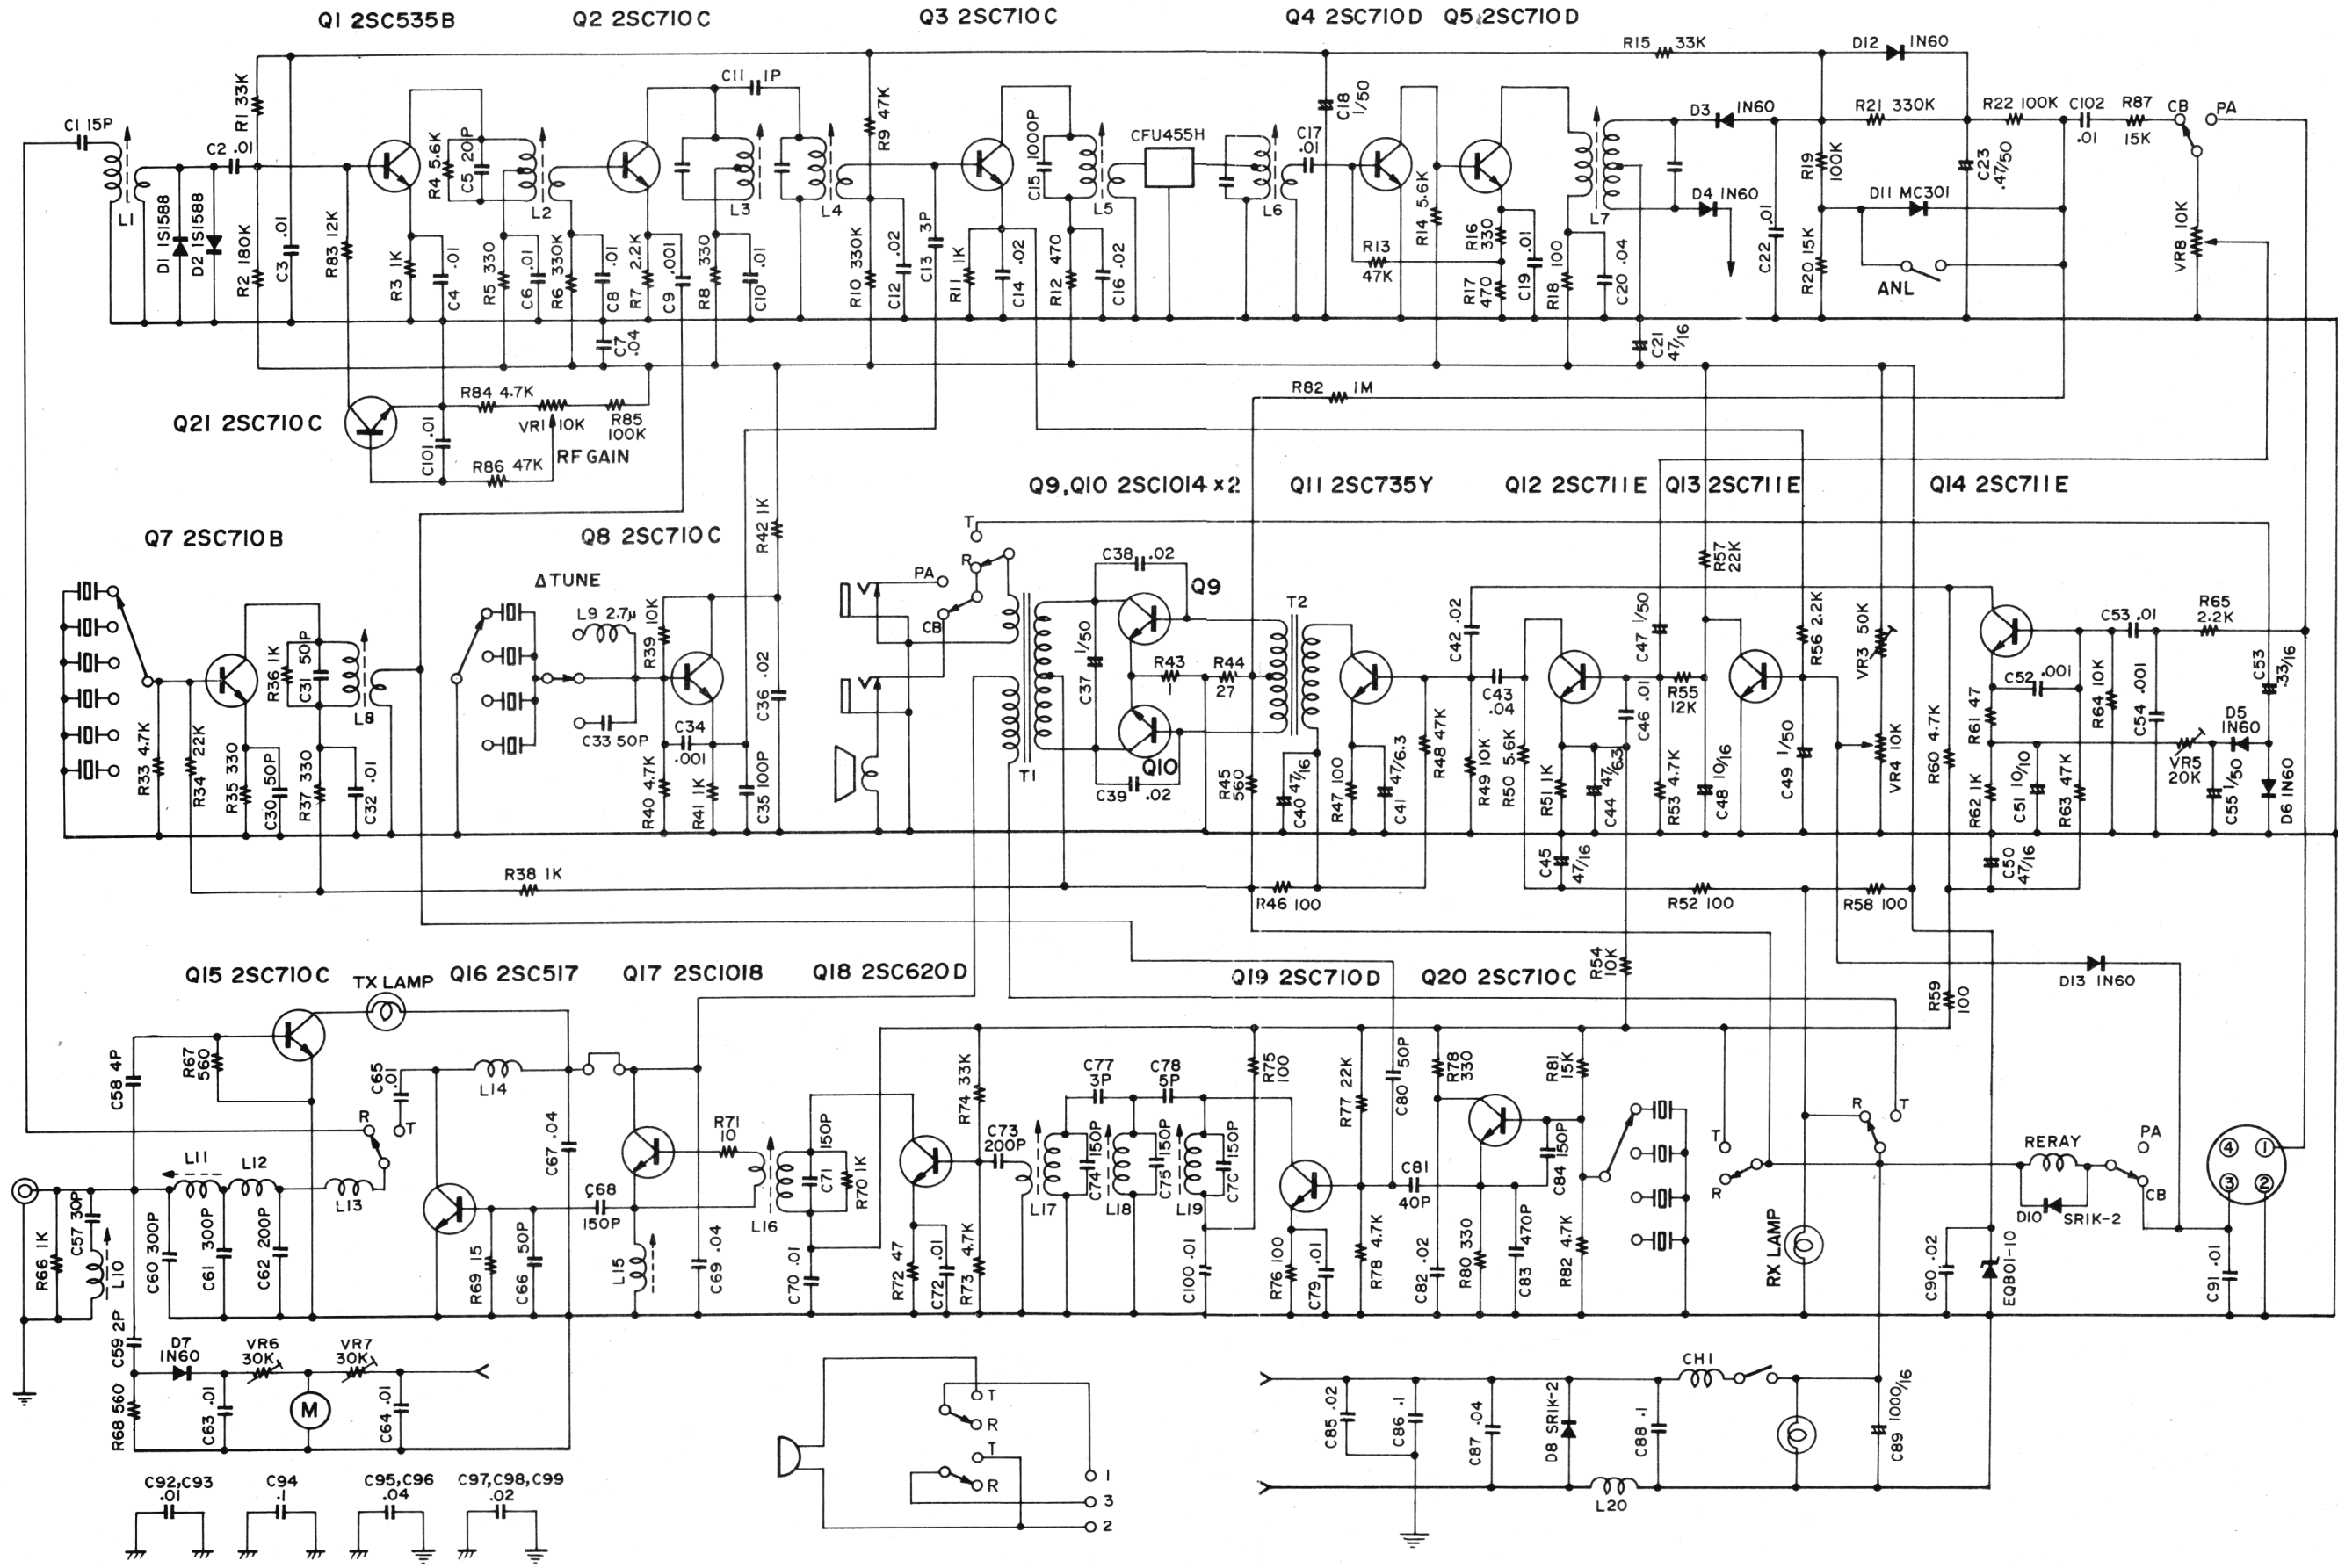 Q1 2SC535B
Q2 2SC710C
Q3 2SC710C
Q4 2SC710D
Q5 2SC710D
R15 33K
D12 1N60
C1 15P
L1
C2 .01
R1 33K
D1 1S1588
D2 1S1588
R2 180K
C3 .01
R83 12K
R3 1K
C4 .01
R4 5.6K
C5 20P
L2
R5 330
C6 .01
R6 330K
C8 .01
C7 .04
R7 2.2K
C9 .001
R8 330
C10 .01
C11 1P
L3
L4
R9 47K
R10 330K
C12 .02
C13 3P
R11 1K
C14 .02
C15 1000P
R12 470
C16 .02
L5
CFU455H
L6
C17 .01
C18 1/50
R13 47K
R14 5.6K
R16 330
R17 470
C19 .01
R18 100
C20 .04
L7
C21 47/16
D3 1N60
D4 1N60
C22 .01
R19 100K
R20 15K
R21 330K
D11 MC301
ANL
C23 .47/50
R22 100K
C102 .01
R87 15K
CB
PA
VR8 10K
Q21 2SC710C
R84 4.7K
VR1 10K
R85 100K
C101 .01
R86 47K
RF GAIN
R82 1M
Q7 2SC710B
Q8 2SC710C
Q9,Q10 2SC1014×2
Q11 2SC735Y
Q12 2SC711E
Q13 2SC711E
Q14 2SC711E
R33 4.7K
R34 22K
R35 330
C30 50P
R36 1K
C31 50P
R37 330
C32 .01
L8
ΔTUNE
L9 2.7µ
C33 50P
R39 10K
R40 4.7K
C34 .001
R41 1K
C35 100P
C36 .02
R42 1K
T
R
PA
CB
T1
C37 1/50
C38 .02
Q9
Q10
C39 .02
R43 1
R44 27
R45 560
T2
C40 47/16
R47 100
C41 47/6.3
R48 47K
C42 .02
R49 10K
C43 .04
R50 5.6K
R51 1K
C44 47/6.3
C45 47/16
C46 .01
C47 1/50
R53 4.7K
R55 12K
C48 10/16
R57 22K
R56 2.2K
C49 1/50
VR3 50K
VR4 10K
R60 4.7K
R61 47
R62 1K
C50 47/16
C51 10/10
C52 .001
R63 47K
R64 10K
C53 .01
C54 .001
R65 2.2K
VR5 20K
C55 1/50
D5 1N60
C53 .33/16
D6 1N60
R38 1K
R46 100
R52 100
R58 100
R54 10K
R59 100
D13 1N60
Q15 2SC710C
TX LAMP
Q16 2SC517
Q17 2SC1018
Q18 2SC620D
Q19 2SC710D
Q20 2SC710C
C58 4P
R67 560
C65 .01
R
T
L14
L11
L12
L13
R66 1K
C57 30P
L10
C60 300P
C61 300P
C62 200P
C59 2P
R69 15
C66 50P
C67 .04
C68 150P
L15
C69 .04
R71 10
L16
C70 .01
C71 150P
R70 1K
R72 47
C72 .01
R73 4.7K
R74 33K
C73 200P
L17
C74 150P
C77 3P
L18
C75 150P
C78 5P
L19
C7C 150P
C100 .01
R75 100
R76 100
C79 .01
R77 22K
R78 4.7K
C80 50P
C81 40P
R78 330
C82 .02
R80 330
C83 470P
C84 150P
R81 15K
R82 4.7K
T
R
RX LAMP
R
T
RERAY
D10 SR1K-2
PA
CB
C90 .02
EQB01-10
C91 .01
4
1
3
2
D7 1N60
VR6 30K
VR7 30K
R68 560
C63 .01
M
C64 .01
C92,C93 .01
C94 .1
C95,C96 .04
C97,C98,C99 .02
T
R
T
R
1
3
2
C85 .02
C86 .1
C87 .04
D8 SR1K-2
C88 .1
CH1
L20
C89 1000/16